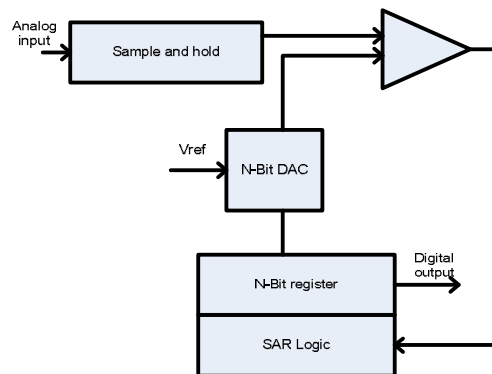 Analog
input
Sample and hold
Vref
N-Bit DAC
Digital
output
N-Bit register
SAR Logic